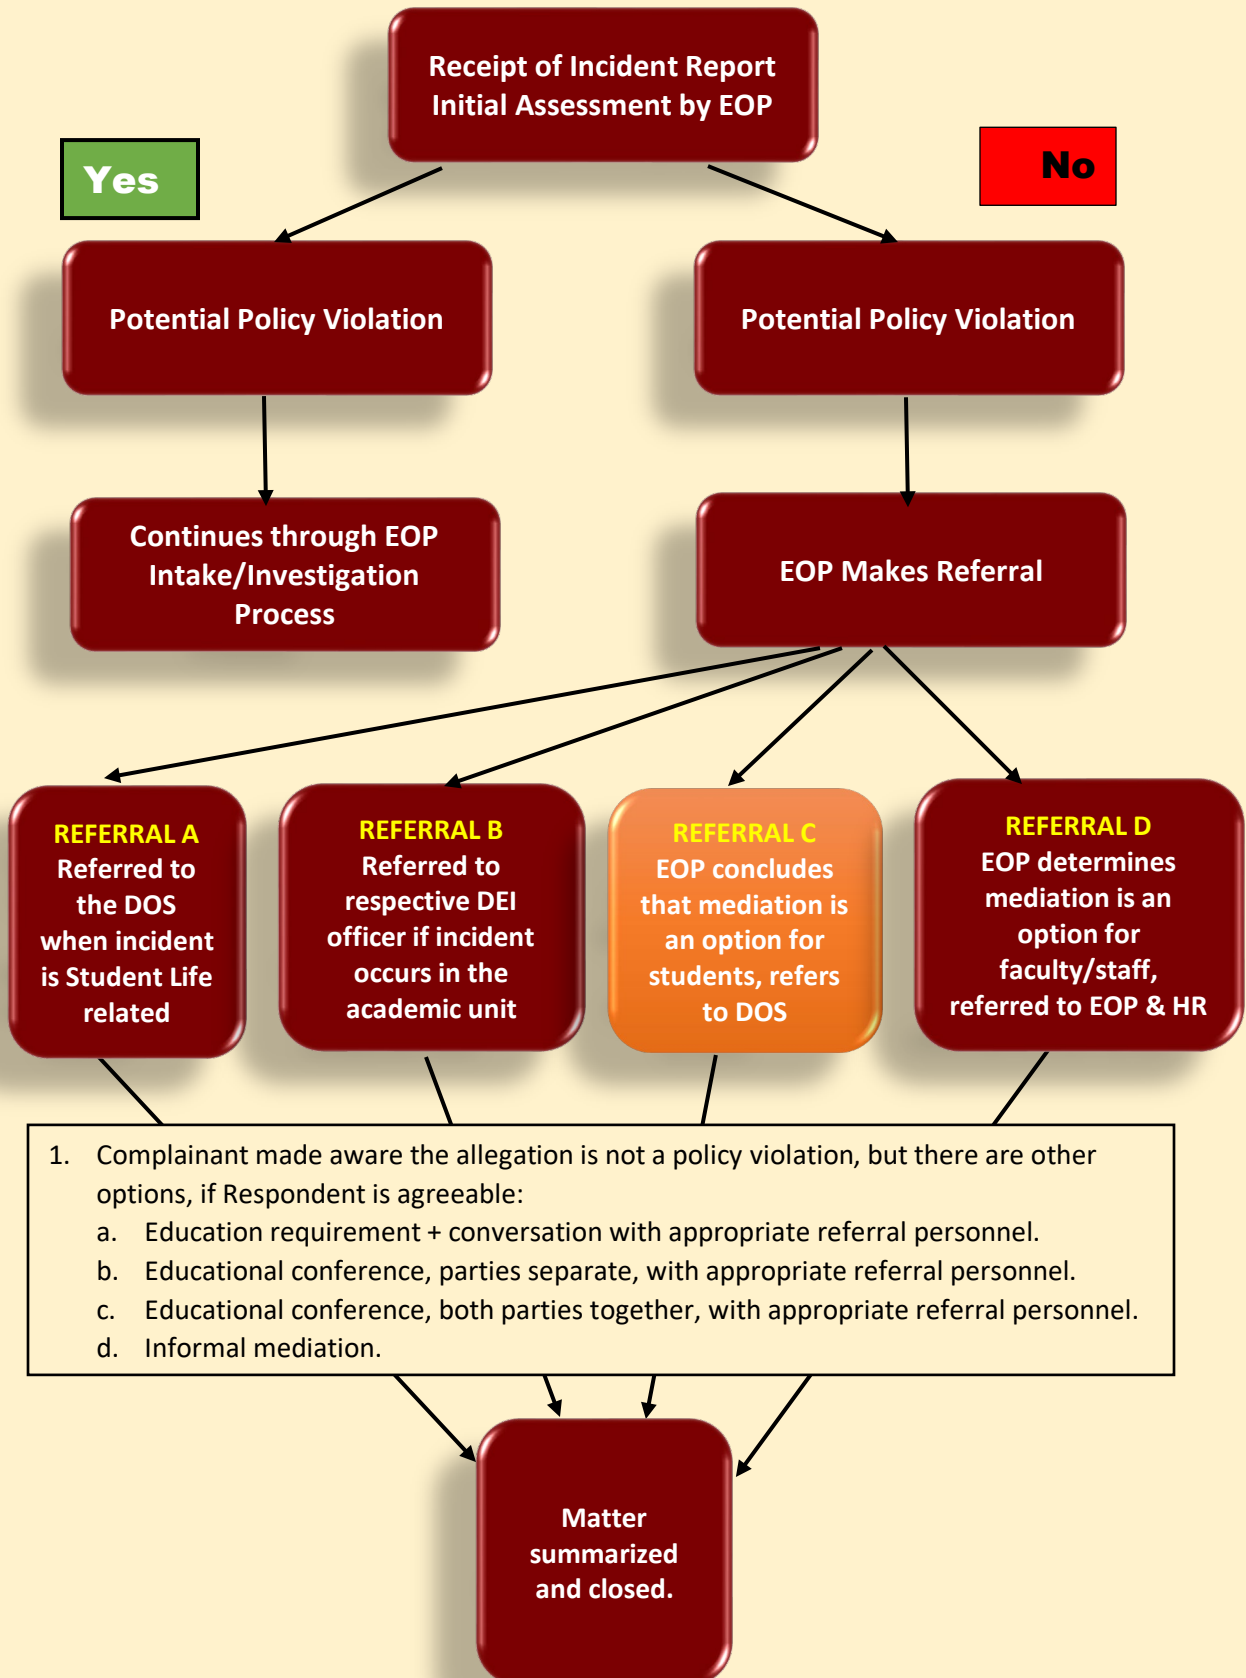 Receipt of Incident Report
Initial Assessment by EOP
Yes
No
Potential Policy Violation
Potential Policy Violation
Continues through EOP
Intake/Investigation
Process
EOP Makes Referral
REFERRAL A
Referred to
the DOS
when incident
is Student Life
related
REFERRAL B
Referred to
respective DEI
officer if incident
occurs in the
academic unit
REFERRAL C
EOP concludes
that mediation is
an option for
students, refers
to DOS
REFERRAL D
EOP determines
mediation is an
option for
faculty/staff,
referred to EOP & HR
1. Complainant made aware the allegation is not a policy violation, but there are other
options, if Respondent is agreeable:
a. Education requirement + conversation with appropriate referral personnel.
b. Educational conference, parties separate, with appropriate referral personnel.
c. Educational conference, both parties together, with appropriate referral personnel.
d. Informal mediation.
Matter
summarized
and closed.